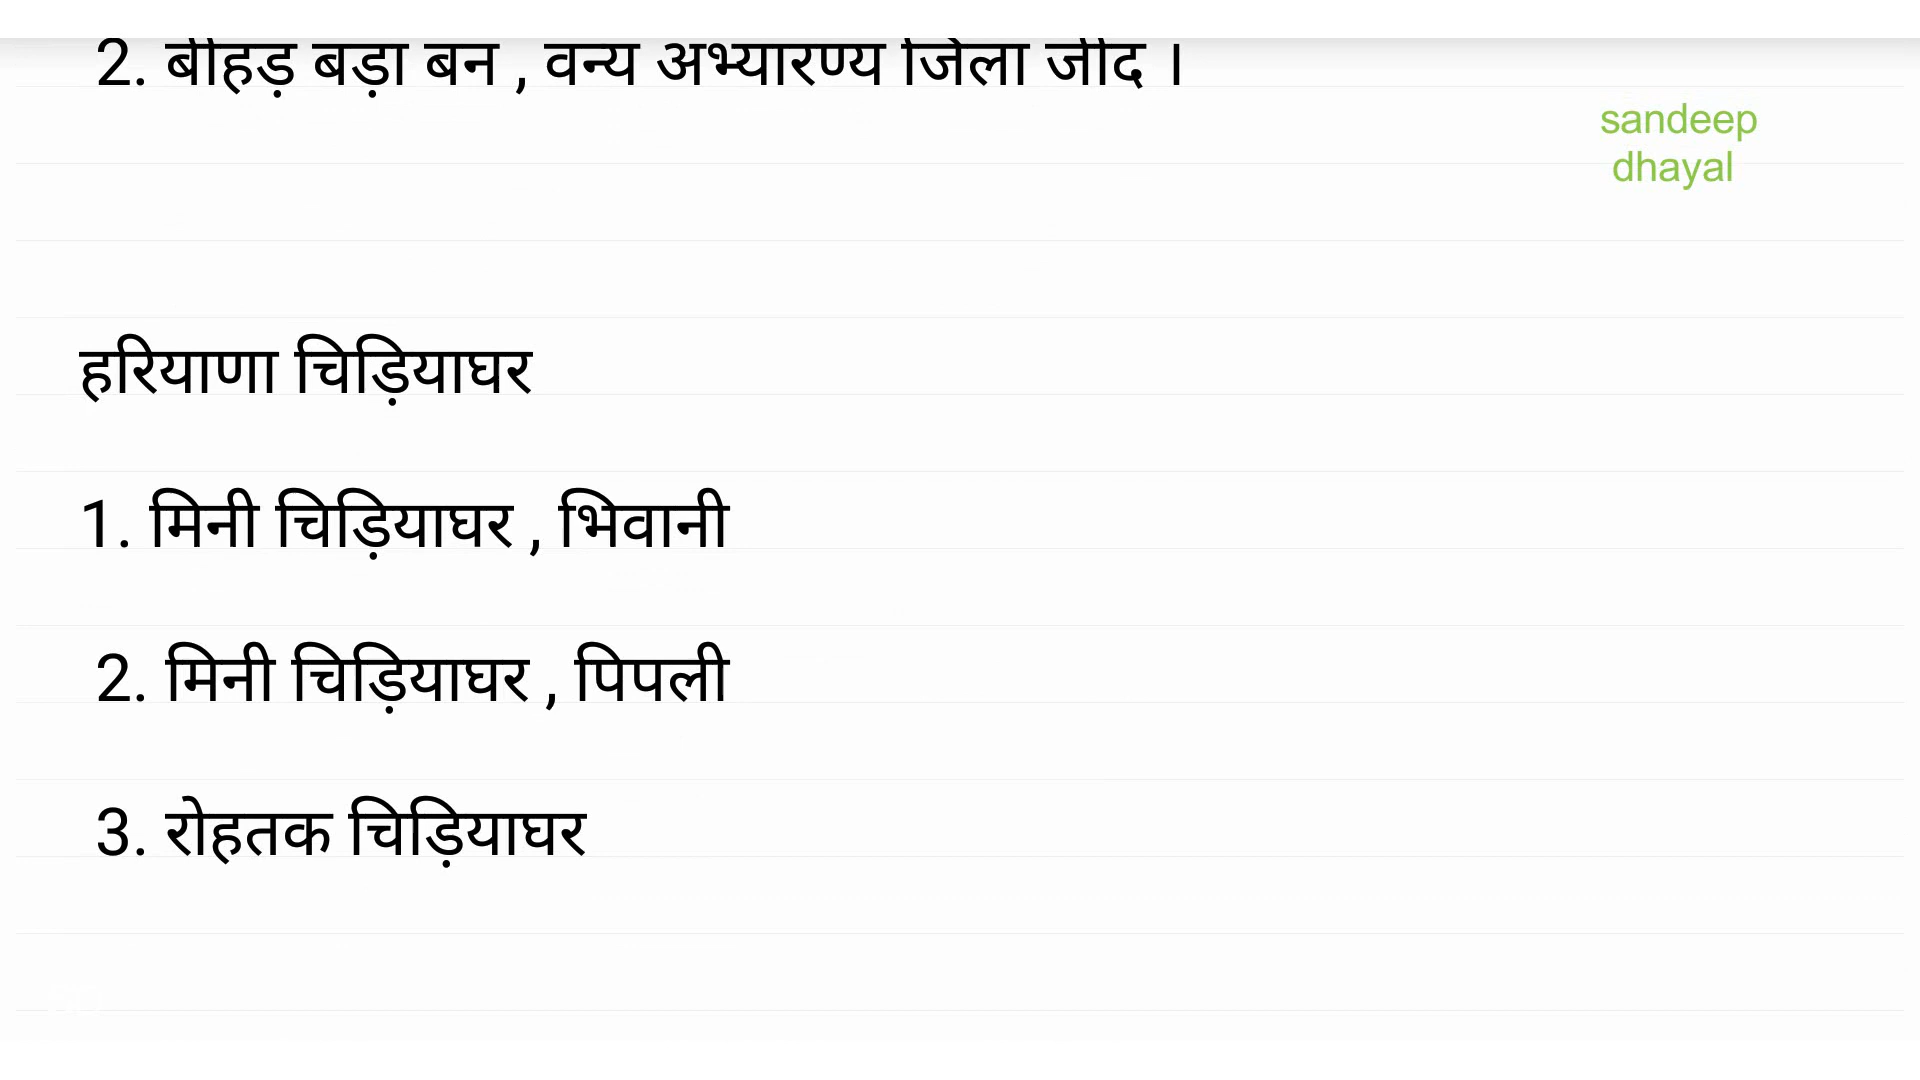 2. बीहड़ बड़ा बन , वन्य अभ्यारण्य जिला जींद ।
sandeep
dhayal
हरियाणा चिड़ियाघर
1. मिनी चिड़ियाघर , भिवानी
2. मिनी चिड़ियाघर , पिपली
3. रोहतक चिड़ियाघर